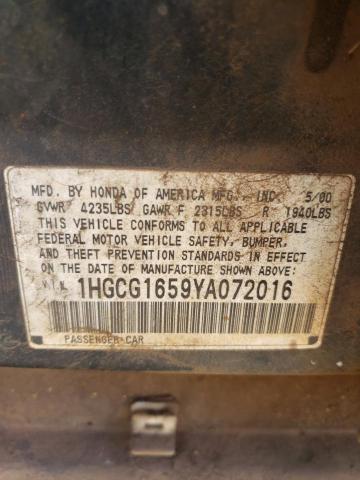 MFD. BY HONDA OF AMERICA MFG., INC. 5/00
GVWR 4235LBS GAWR F 2315LBS R 1940LBS
THIS VEHICLE CONFORMS TO ALL APPLICABLE
FEDERAL MOTOR VEHICLE SAFETY, BUMPER,
AND THEFT PREVENTION STANDARDS IN EFFECT
ON THE DATE OF MANUFACTURE SHOWN ABOVE.
V.I.N. 1HGCG1659YA072016
PASSENGER CAR